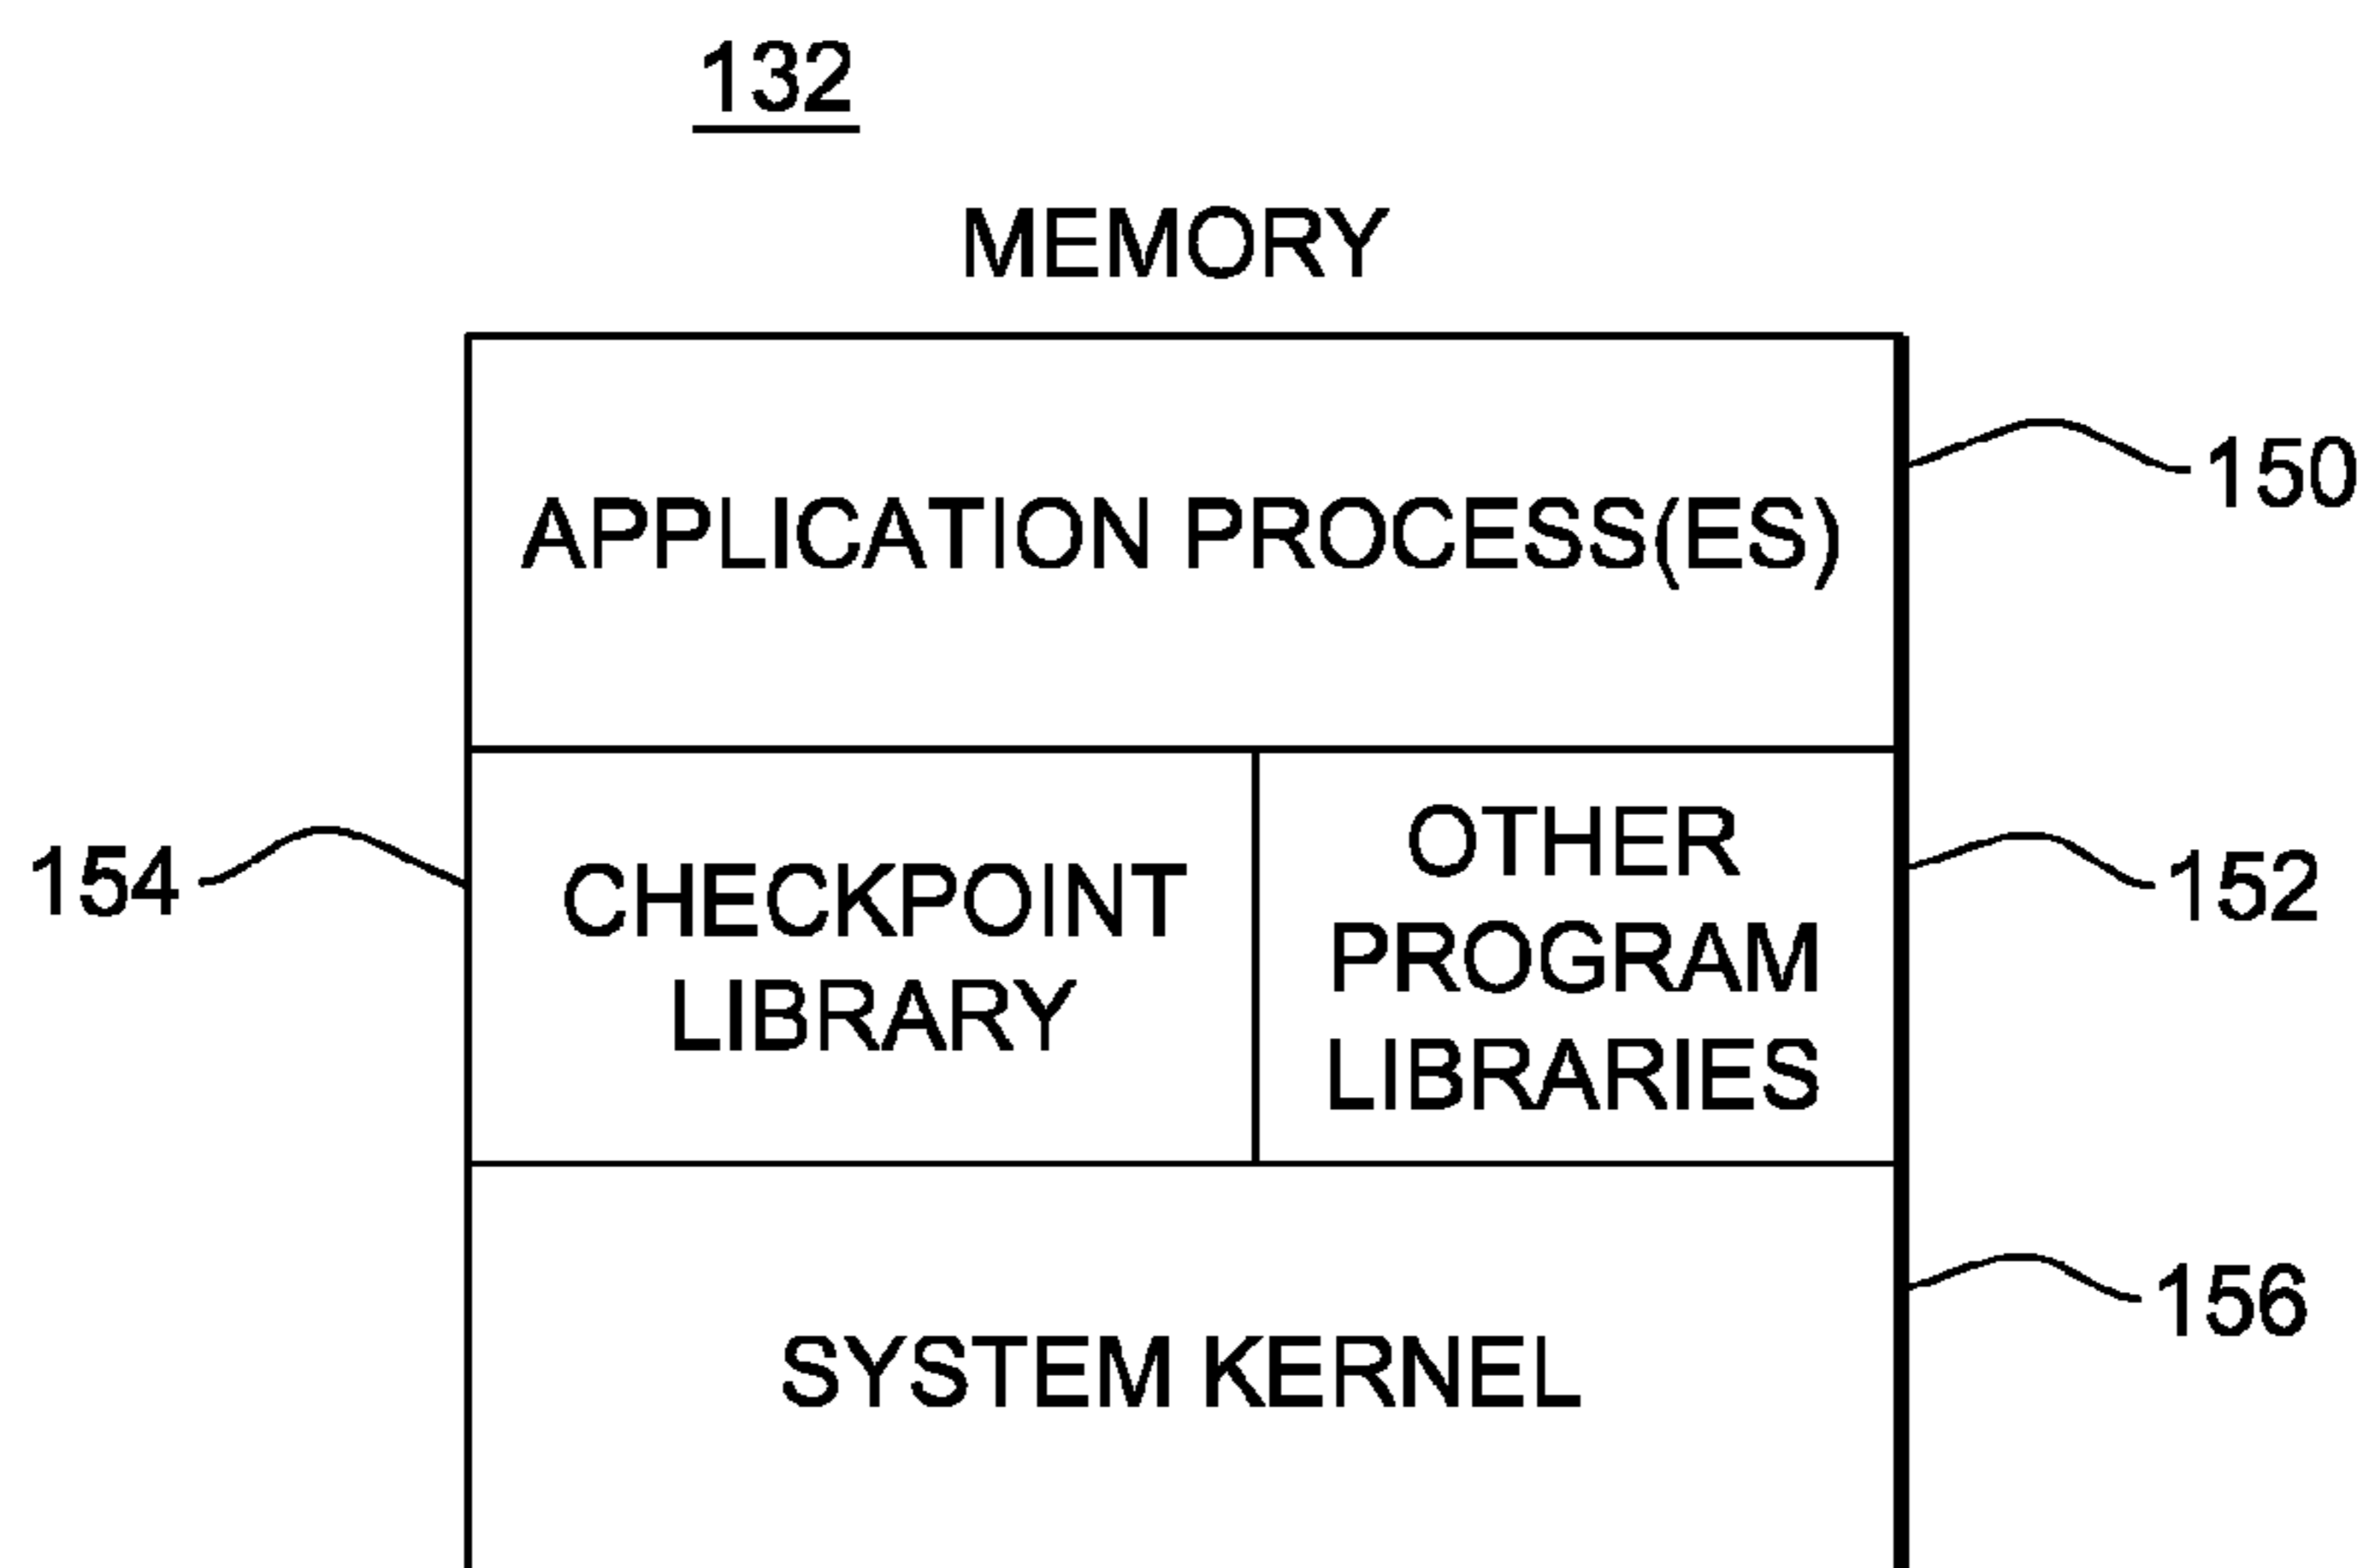 132
MEMORY
APPLICATION PROCESS(ES)
150
154
CHECKPOINT
LIBRARY
OTHER
PROGRAM
LIBRARIES
152
SYSTEM KERNEL
156